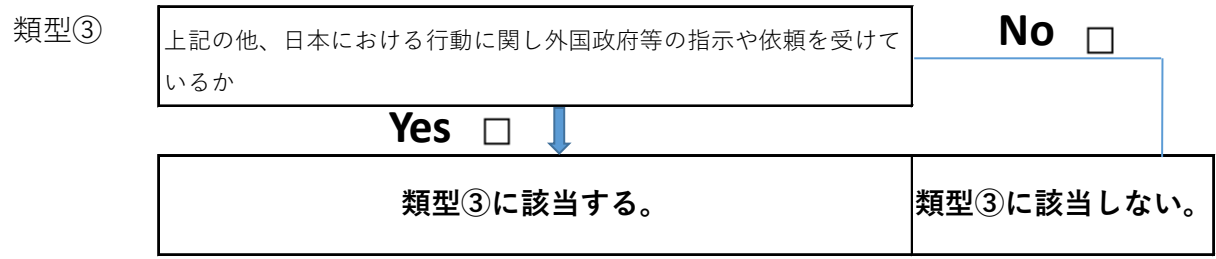 類型③
上記の他、日本における行動に関し外国政府等の指示や依頼を受けて
いるか
No □
Yes □
類型③に該当する。
類型③に該当しない。